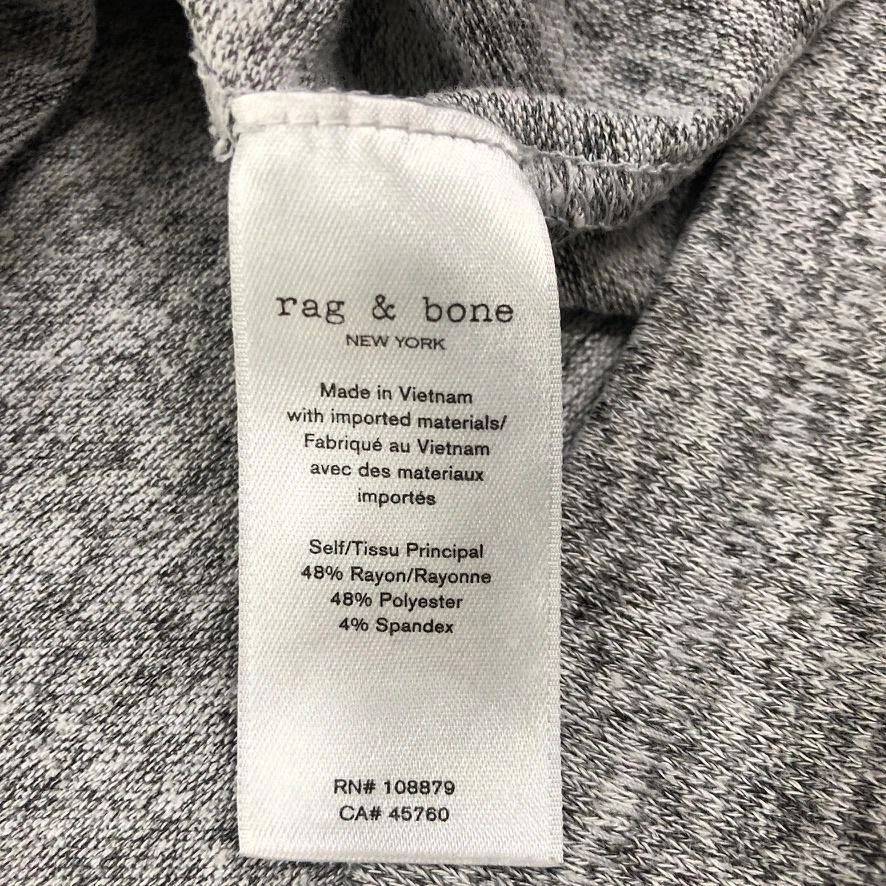 rag & bone
NEW YORK
Made in Vietnam
with imported materials/
Fabriqué au Vietnam
avec des materiaux
importés
Self/Tissu Principal
48% Rayon/Rayonne
48% Polyester
4% Spandex
RN# 108879
CA# 45760